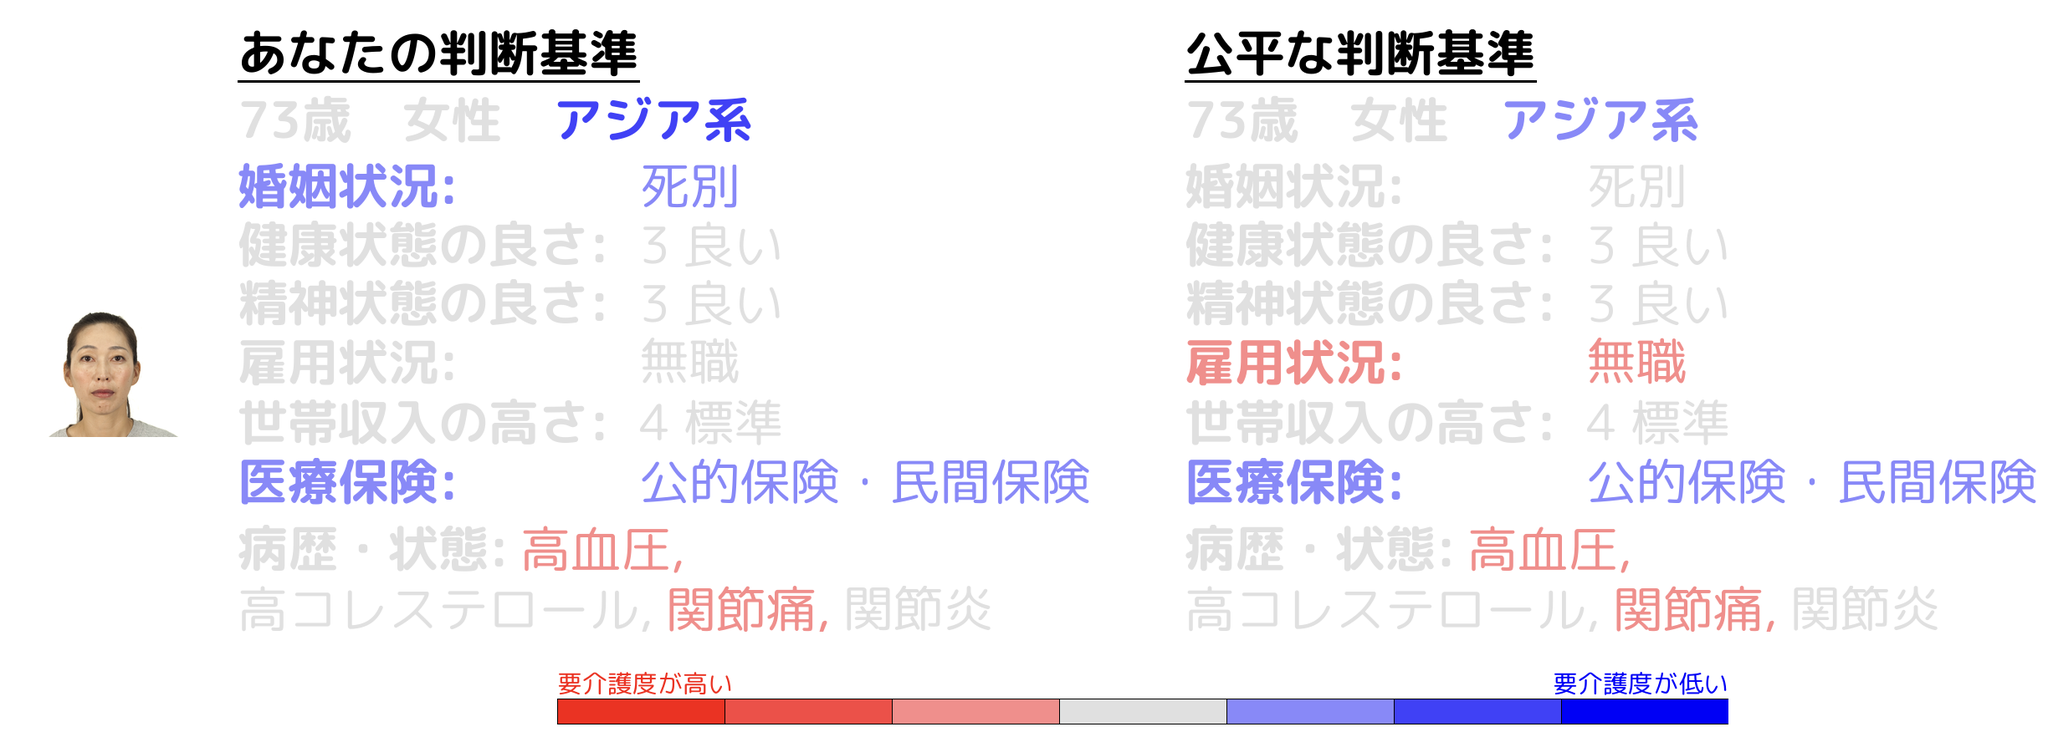 あなたの判断基準
73歳　女性　アジア系
婚姻状況: 死別
健康状態の良さ: 3 良い
精神状態の良さ: 3 良い
雇用状況: 無職
世帯収入の高さ: 4 標準
医療保険: 公的保険・民間保険
病歴・状態: 高血圧,
高コレステロール, 関節痛, 関節炎
公平な判断基準
73歳　女性　アジア系
婚姻状況: 死別
健康状態の良さ: 3 良い
精神状態の良さ: 3 良い
雇用状況: 無職
世帯収入の高さ: 4 標準
医療保険: 公的保険・民間保険
病歴・状態: 高血圧,
高コレステロール, 関節痛, 関節炎
要介護度が高い
要介護度が低い